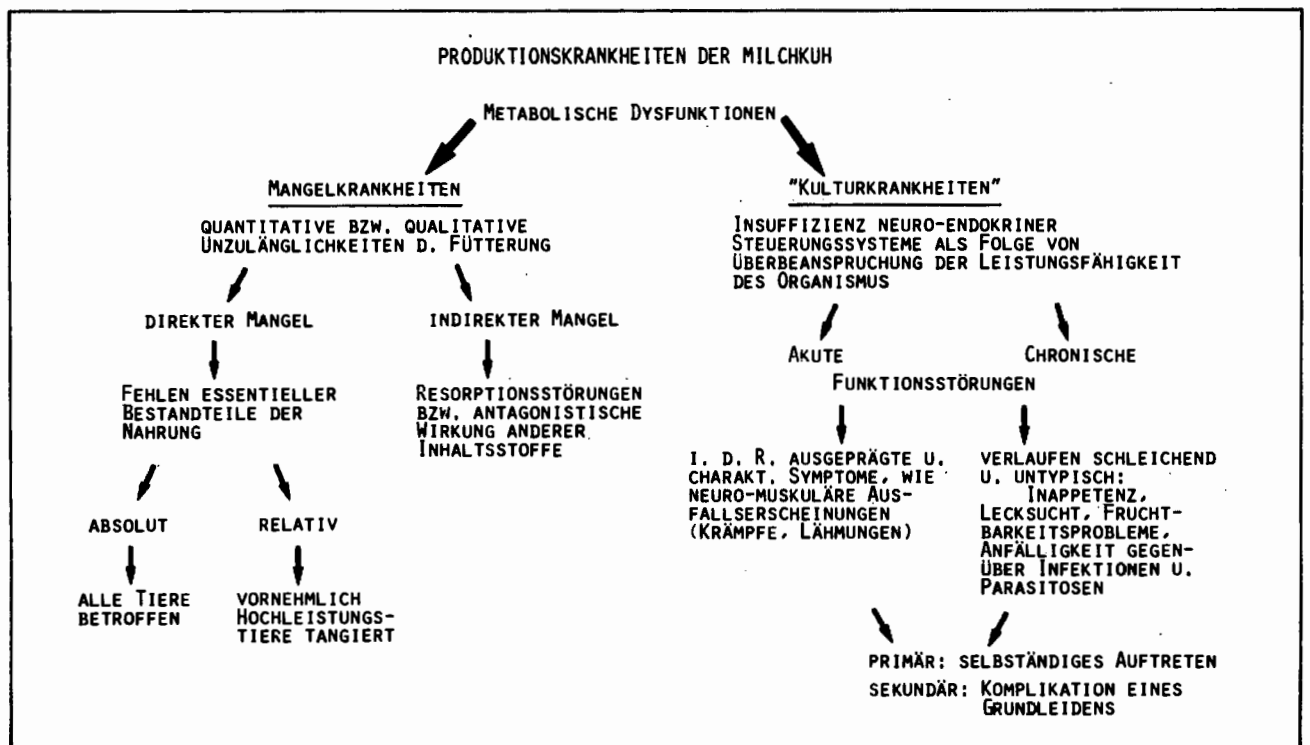 PRODUKTIONSKRANKHEITEN DER MILCHKUH
METABOLISCHE DYSFUNKTIONEN
MANGELKRANKHEITEN
QUANTITATIVE BZW. QUALITATIVE
UNZULÄNGLICHKEITEN D. FÜTTERUNG
DIREKTER MANGEL
INDIREKTER MANGEL
FEHLEN ESSENTIELLER
BESTANDTEILE DER
NAHRUNG
RESORPTIONSSTÖRUNGEN
BZW. ANTAGONISTISCHE
WIRKUNG ANDERER
INHALTSSTOFFE
ABSOLUT
RELATIV
ALLE TIERE
BETROFFEN
VORNEHMLICH
HOCHLEISTUNGS-
TIERE TANGIERT
"KULTURKRANKHEITEN"
INSUFFIZIENZ NEURO-ENDOKRINER
STEUERUNGSSYSTEME ALS FOLGE VON
ÜBERBEANSPRUCHUNG DER LEISTUNGSFÄHIGKEIT
DES ORGANISMUS
AKUTE
CHRONISCHE
FUNKTIONSSTÖRUNGEN
I. D. R. AUSGEPRÄGTE U.
CHARAKT. SYMPTOME, WIE
NEURO-MUSKULÄRE AUS-
FALLSERSCHEINUNGEN
(KRÄMPFE, LÄHMUNGEN)
VERLAUFEN SCHLEICHEND
U. UNTYPISCH:
INAPPETENZ,
LECKSUCHT, FRUCHT-
BARKEITSPROBLEME,
ANFÄLLIGKEIT GEGEN-
ÜBER INFEKTIONEN U.
PARASITOSEN
PRIMÄR: SELBSTÄNDIGES AUFTRETEN
SEKUNDÄR: KOMPLIKATION EINES
GRUNDLEIDENS